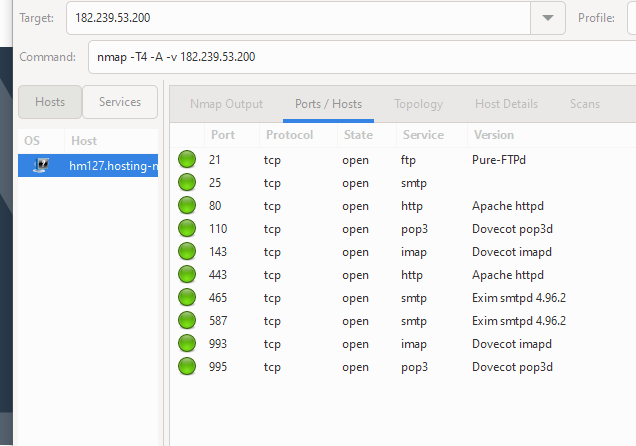 Target: 182.239.53.200 Profile:
Command: nmap -T4 -A -v 182.239.53.200
Hosts Services Nmap Output Ports / Hosts Topology Host Details Scans
OS Host Port Protocol State Service Version
hm127.hosting-n 21 tcp open ftp Pure-FTPd
25 tcp open smtp
80 tcp open http Apache httpd
110 tcp open pop3 Dovecot pop3d
143 tcp open imap Dovecot imapd
443 tcp open http Apache httpd
465 tcp open smtp Exim smtpd 4.96.2
587 tcp open smtp Exim smtpd 4.96.2
993 tcp open imap Dovecot imapd
995 tcp open pop3 Dovecot pop3d